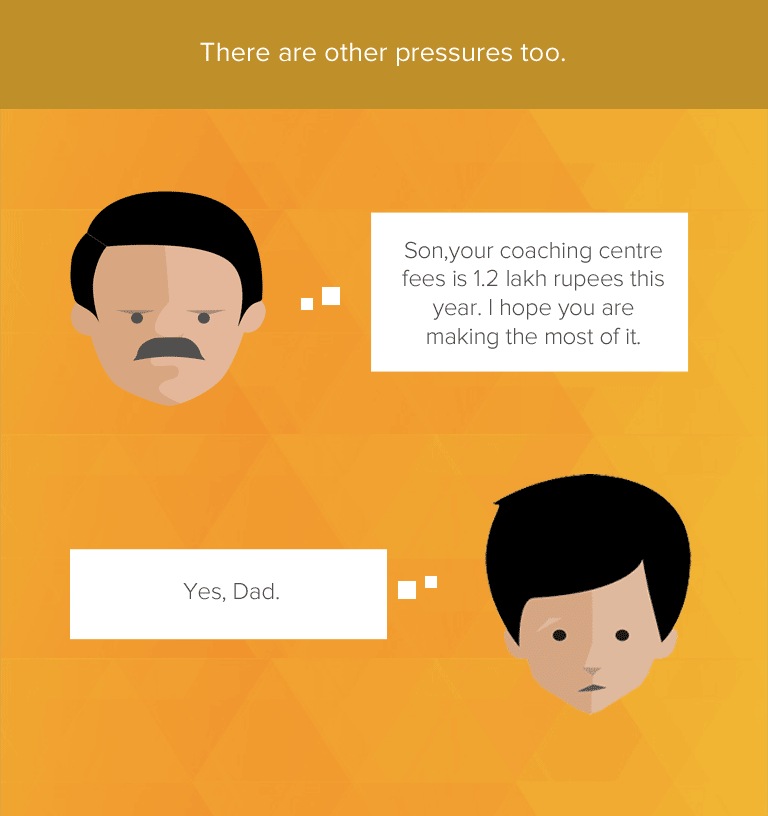 There are other pressures too.
Son,your coaching centre
fees is 1.2 lakh rupees this
year. I hope you are
making the most of it.
Yes, Dad.